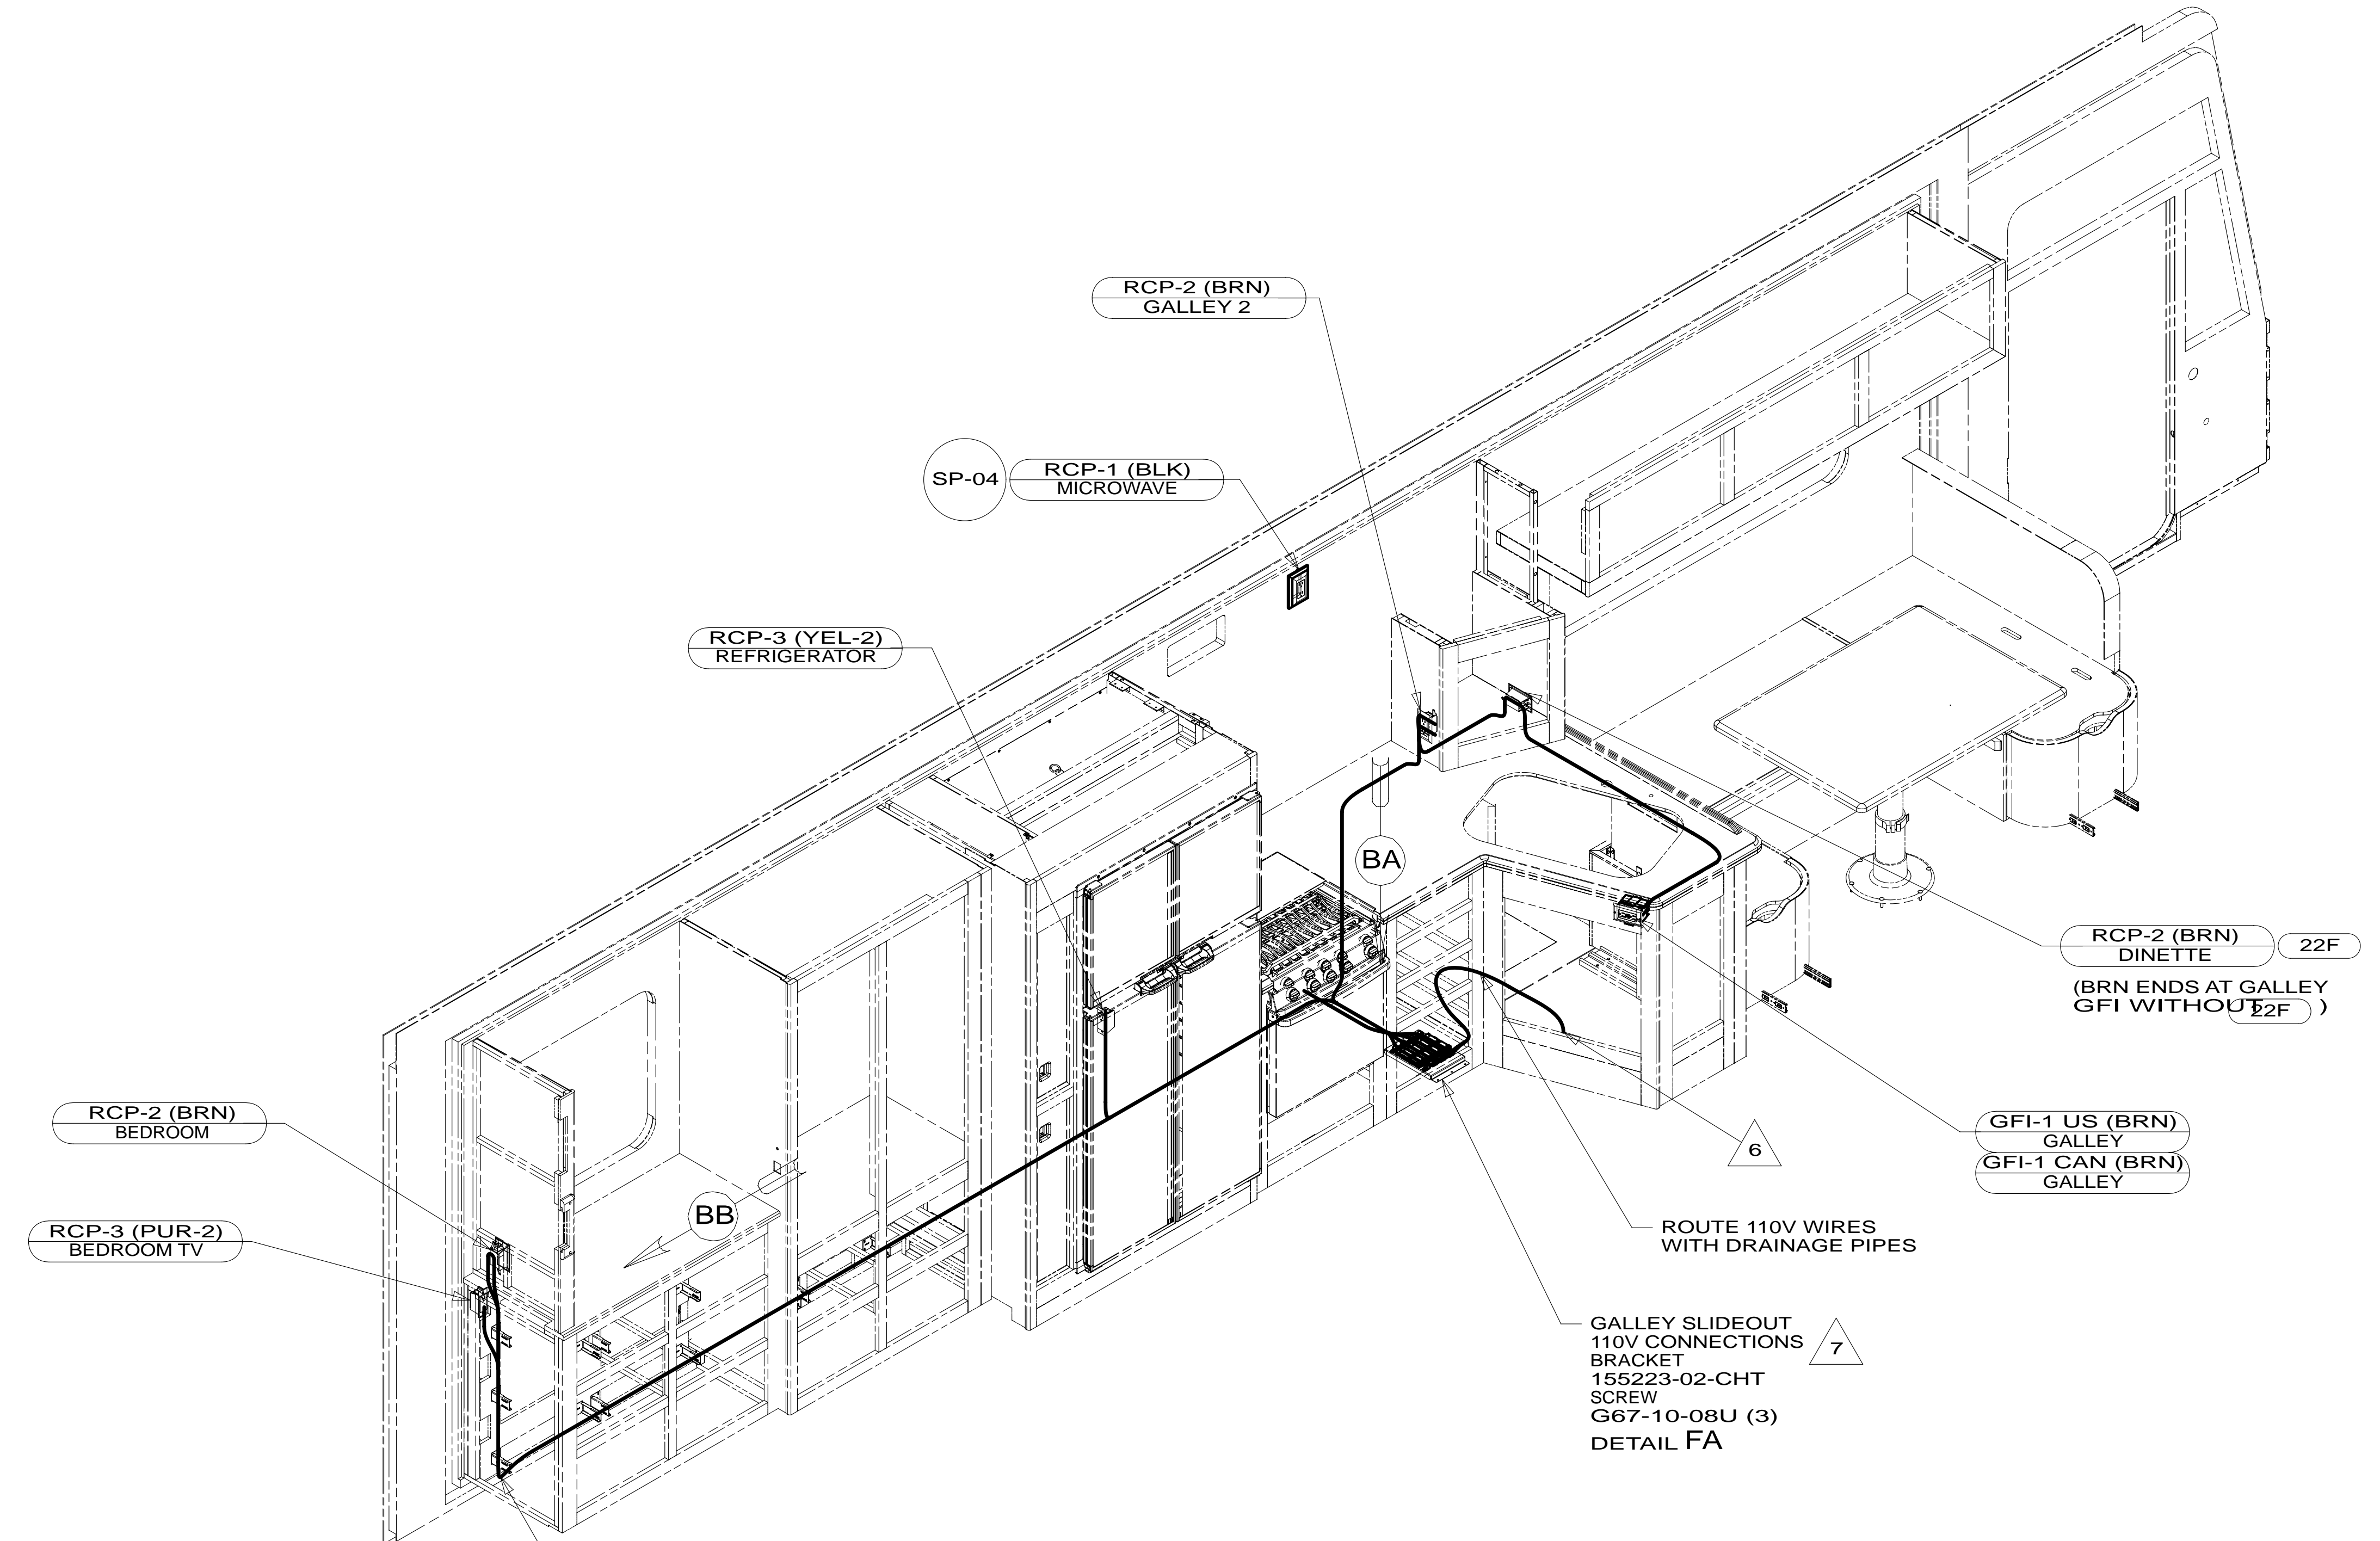 RCP-2 (BRN)
GALLEY 2
SP-04
RCP-1 (BLK)
MICROWAVE
RCP-3 (YEL-2)
REFRIGERATOR
BA
RCP-2 (BRN)
DINETTE
22F
(BRN ENDS AT GALLEY
GFI WITHOUT 22F )
RCP-2 (BRN)
BEDROOM
GFI-1 US (BRN)
GALLEY
GFI-1 CAN (BRN)
GALLEY
6
BB
RCP-3 (PUR-2)
BEDROOM TV
ROUTE 110V WIRES
WITH DRAINAGE PIPES
GALLEY SLIDEOUT
110V CONNECTIONS
BRACKET
7
155223-02-CHT
SCREW
G67-10-08U (3)
DETAIL FA